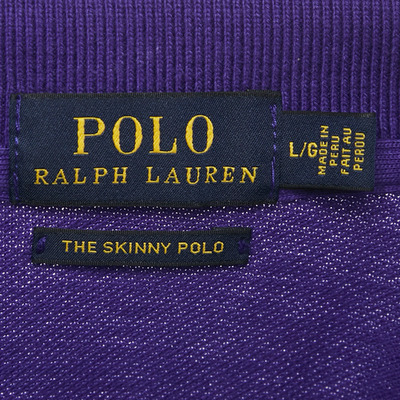 POLO
RALPH LAUREN
L/G
MADE IN
PERU
FAIT AU
PEROU
THE SKINNY POLO